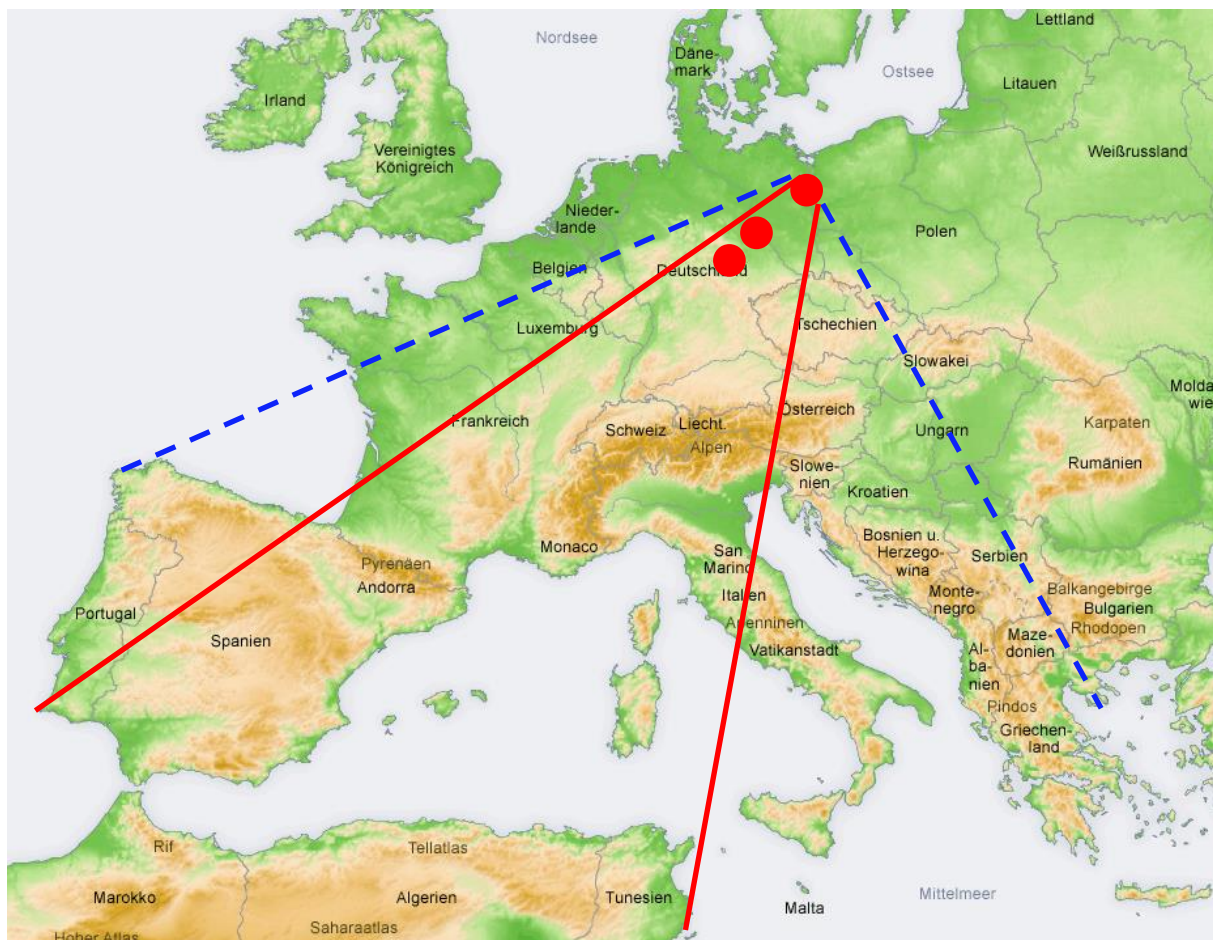 Lettland
Nordsee
Däne-
mark
Ostsee
Litauen
Irland
Vereinigtes
Königreich
Weißrussland
Nieder-
lande
Polen
Belgien
Deutschland
Luxemburg
Tschechien
Slowakei
Molda
wie
Frankreich
Schweiz
Liecht.
Österreich
Alpen
Ungarn
Karpaten
Rumänien
Slowe-
nien
Kroatien
Monaco
San
Marino
Bosnien u.
Herzego-
wina
Serbien
Pyrenäen
Andorra
Italien
Monte-
negro
Balkangebirge
Bulgarien
Portugal
Spanien
Apenninen
Vatikanstadt
Al-
ba-
nien
Maze-
donien
Rhodopen
Pindos
Griechen-
land
Rif
Tellatlas
Marokko
Algerien
Tunesien
Malta
Mittelmeer
Saharaatlas
Hoher Atlas